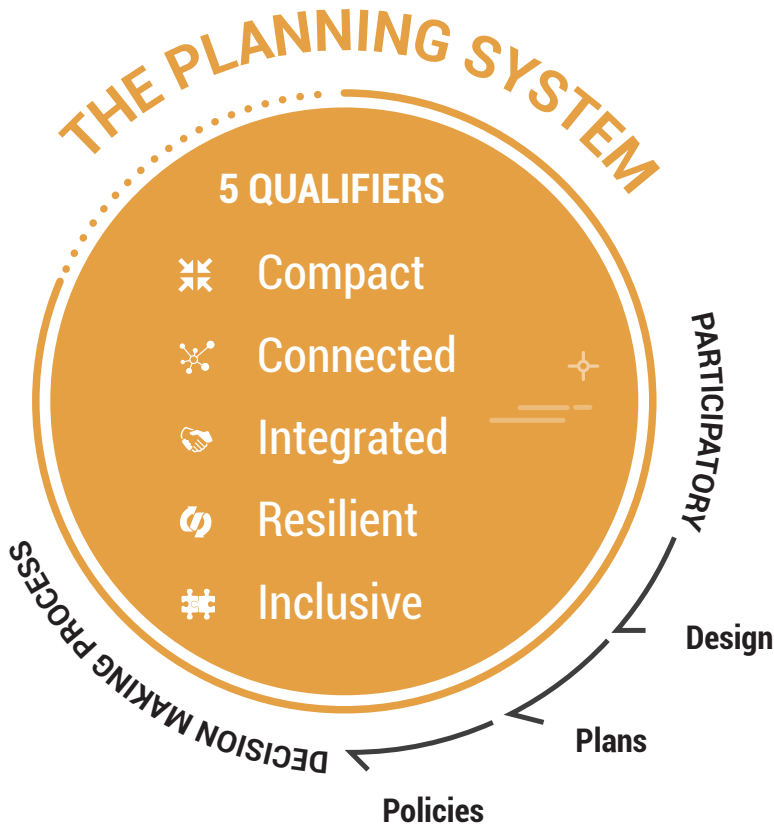 THE PLANNING SYSTEM
5 QUALIFIERS
Compact
Connected
Integrated
Resilient
Inclusive
PARTICIPATORY
Design
Plans
Policies
DECISION MAKING PROCESS